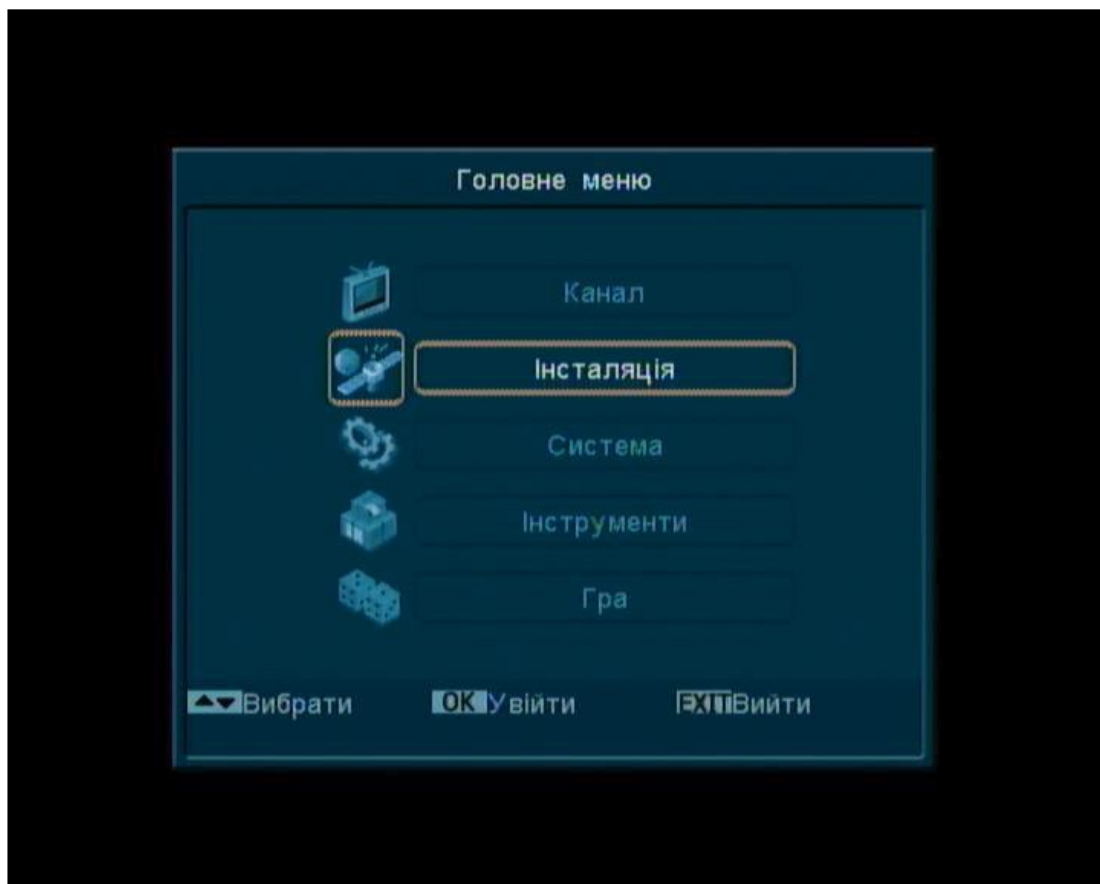 Головне меню
Канал
Інсталяція
Система
Інструменти
Гра
Вибрати OK Увійти EXIT Вийти